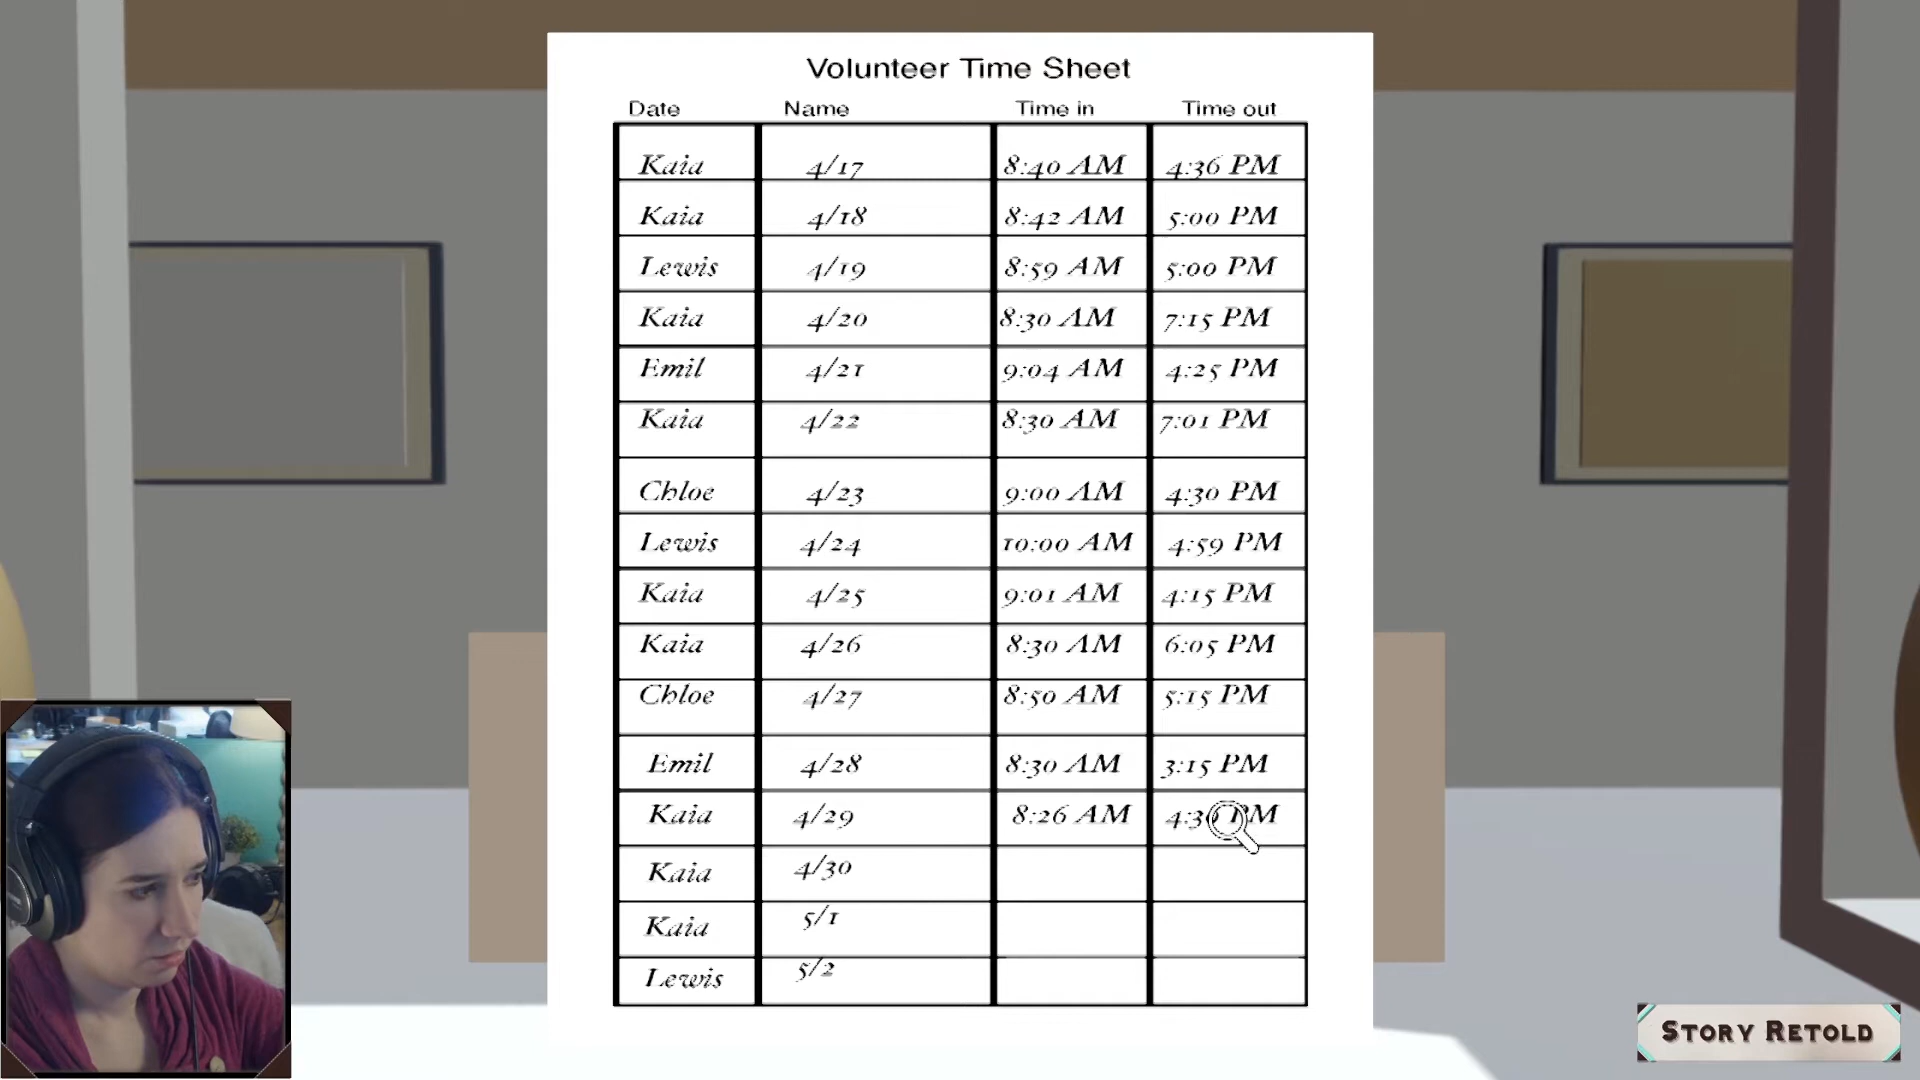 Volunteer Time Sheet
Date Name Time in Time out
Kaia 4/17 8:40 AM 4:36 PM
Kaia 4/18 8:42 AM 5:00 PM
Lewis 4/19 8:59 AM 5:00 PM
Kaia 4/20 8:30 AM 7:15 PM
Emil 4/21 9:04 AM 4:25 PM
Kaia 4/22 8:30 AM 7:01 PM
Chloe 4/23 9:00 AM 4:30 PM
Lewis 4/24 10:00 AM 4:59 PM
Kaia 4/25 9:01 AM 4:15 PM
Kaia 4/26 8:30 AM 6:05 PM
Chloe 4/27 8:50 AM 5:15 PM
Emil 4/28 8:30 AM 3:15 PM
Kaia 4/29 8:26 AM PM
Kaia 4/30
Kaia 5/1
Lewis 5/2
Story Retold